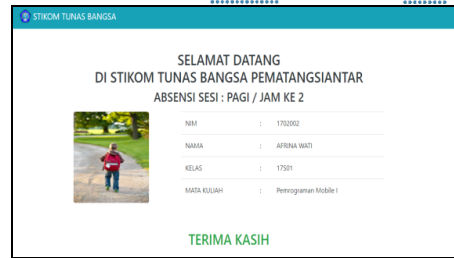 STIKOM TUNAS BANGSA
SELAMAT DATANG
DI STIKOM TUNAS BANGSA PEMATANGSIANTAR
ABSENSI SESI : PAGI / JAM KE 2
NIM : 1702002
NAMA : AFRINA WATI
KELAS : 17S01
MATA KULIAH : Pemrograman Mobile I
TERIMA KASIH